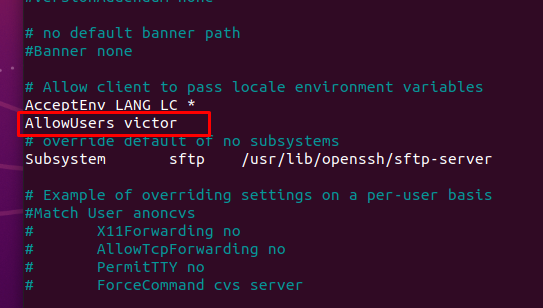 #VersionAddendum none
# no default banner path
#Banner none
# Allow client to pass locale environment variables
AcceptEnv LANG LC *
AllowUsers victor
# override default of no subsystems
Subsystem       sftp    /usr/lib/openssh/sftp-server
# Example of overriding settings on a per-user basis
#Match User anoncvs
#       X11Forwarding no
#       AllowTcpForwarding no
#       PermitTTY no
#       ForceCommand cvs server